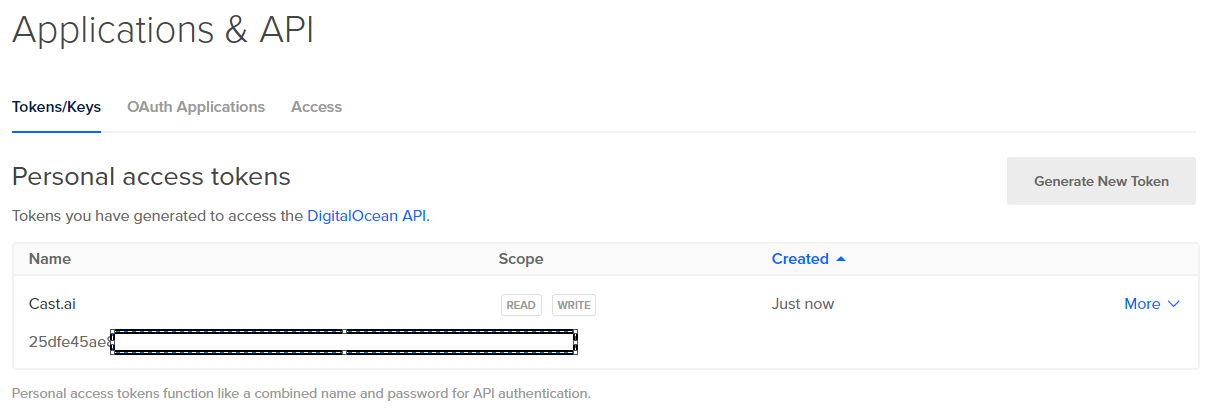 Applications & API
Tokens/Keys OAuth Applications Access
Personal access tokens
Generate New Token
Tokens you have generated to access the DigitalOcean API.
Name Scope Created
Cast.ai READ WRITE Just now More
25dfe45ae8
Personal access tokens function like a combined name and password for API authentication.